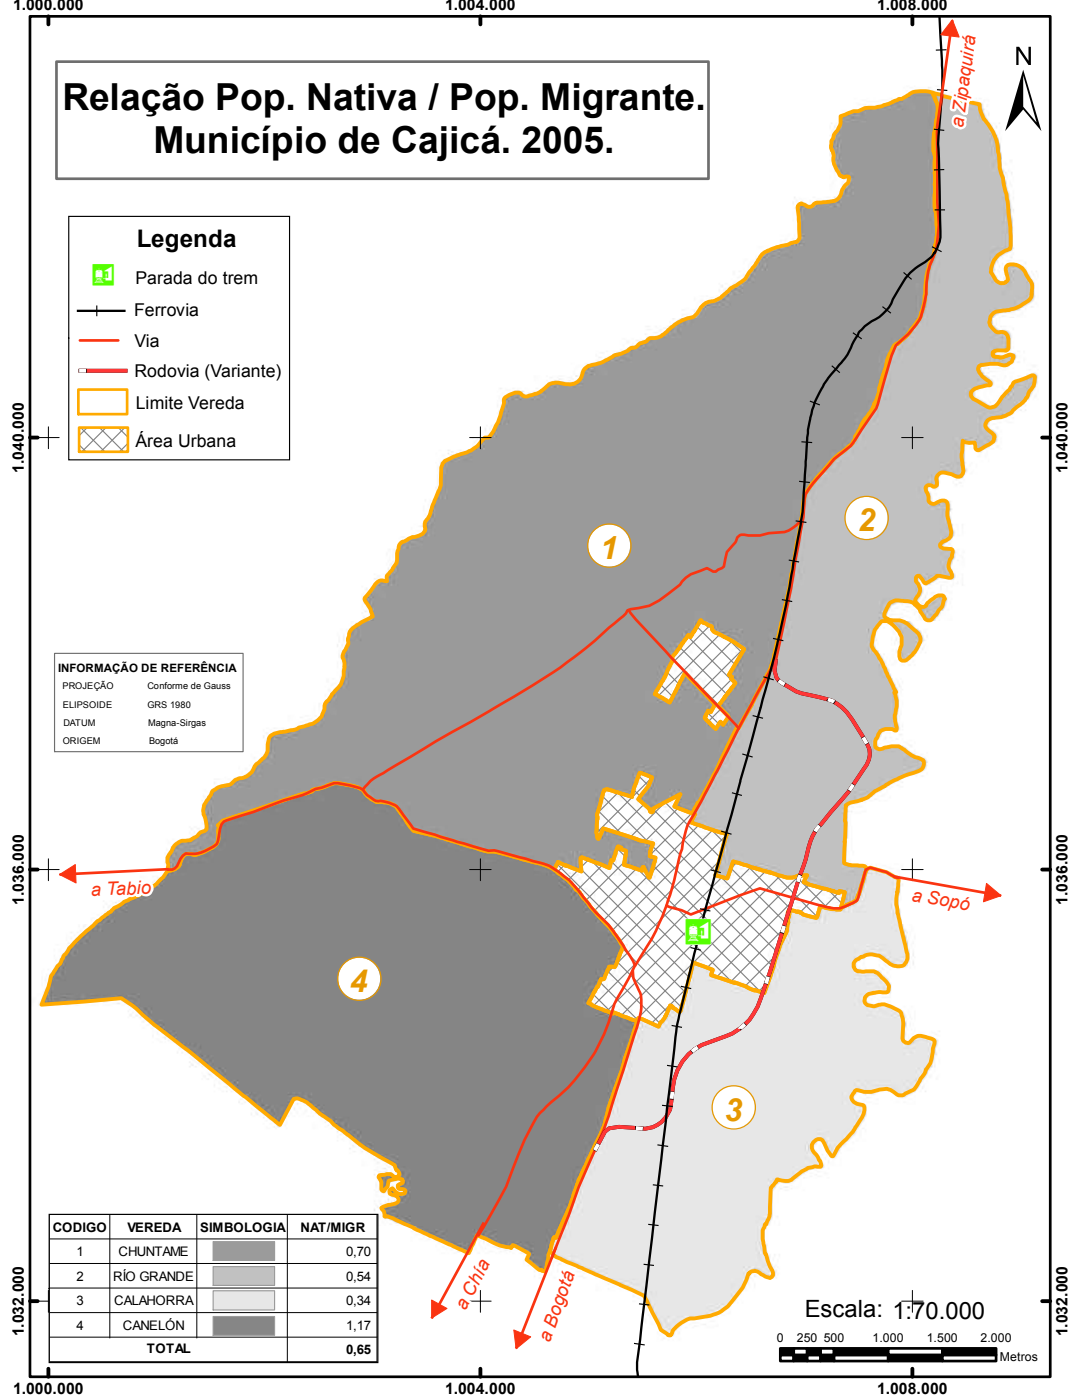 1.000.000
1.004.000
1.008.000
Relação Pop. Nativa / Pop. Migrante.
Município de Cajicá. 2005.
a Zipaquirá
N
Legenda
Parada do trem
Ferrovia
Via
Rodovia (Variante)
Limite Vereda
Área Urbana
1.040.000
1.040.000
1
2
INFORMAÇÃO DE REFERÊNCIA
PROJEÇÃO Conforme de Gauss
ELIPSOIDE GRS 1980
DATUM Magna-Sirgas
ORIGEM Bogotá
1.036.000
1.036.000
a Tabio
a Sopó
4
3
CODIGO VEREDA SIMBOLOGIA NAT/MIGR
1 CHUNTAME 0,70
2 RÍO GRANDE 0,54
3 CALAHORRA 0,34
4 CANELÓN 1,17
TOTAL 0,65
a Chía
a Bogotá
1.032.000
1.032.000
Escala: 1:70.000
0 250 500 1.000 1.500 2.000
Metros
1.000.000
1.004.000
1.008.000